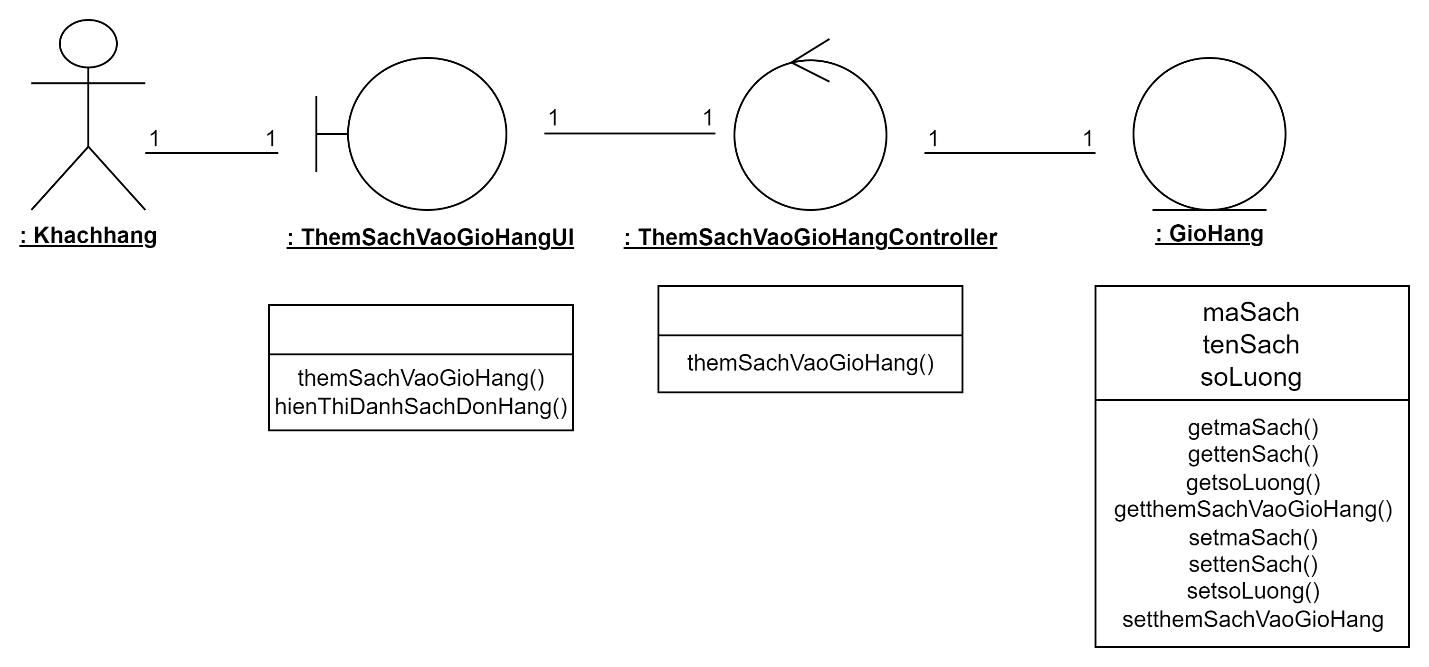 1 1
1 1
1 1
: Khachhang
: ThemSachVaoGioHangUI
: ThemSachVaoGioHangController
: GioHang
themSachVaoGioHang()
hienThiDanhSachDonHang()
themSachVaoGioHang()
maSach
tenSach
soLuong
getmaSach()
gettenSach()
getsoLuong()
getthemSachVaoGioHang()
setmaSach()
settenSach()
setsoLuong()
setthemSachVaoGioHang